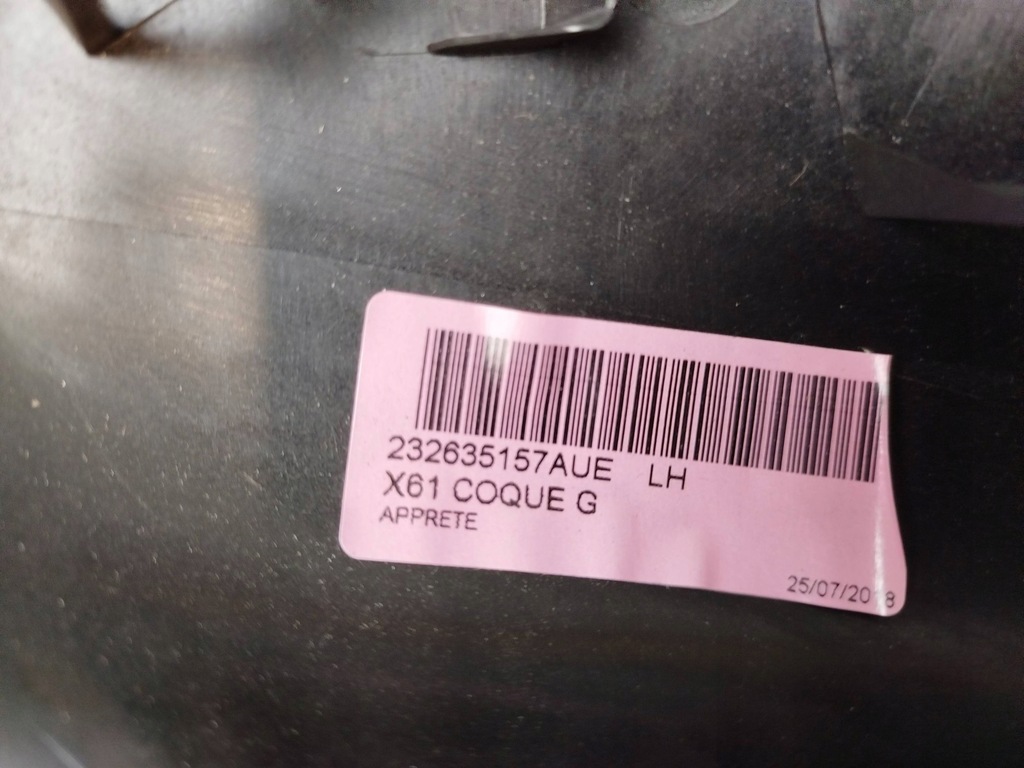 232635157AUE LH
X61 COQUE G
APPRETE
25/07/2018